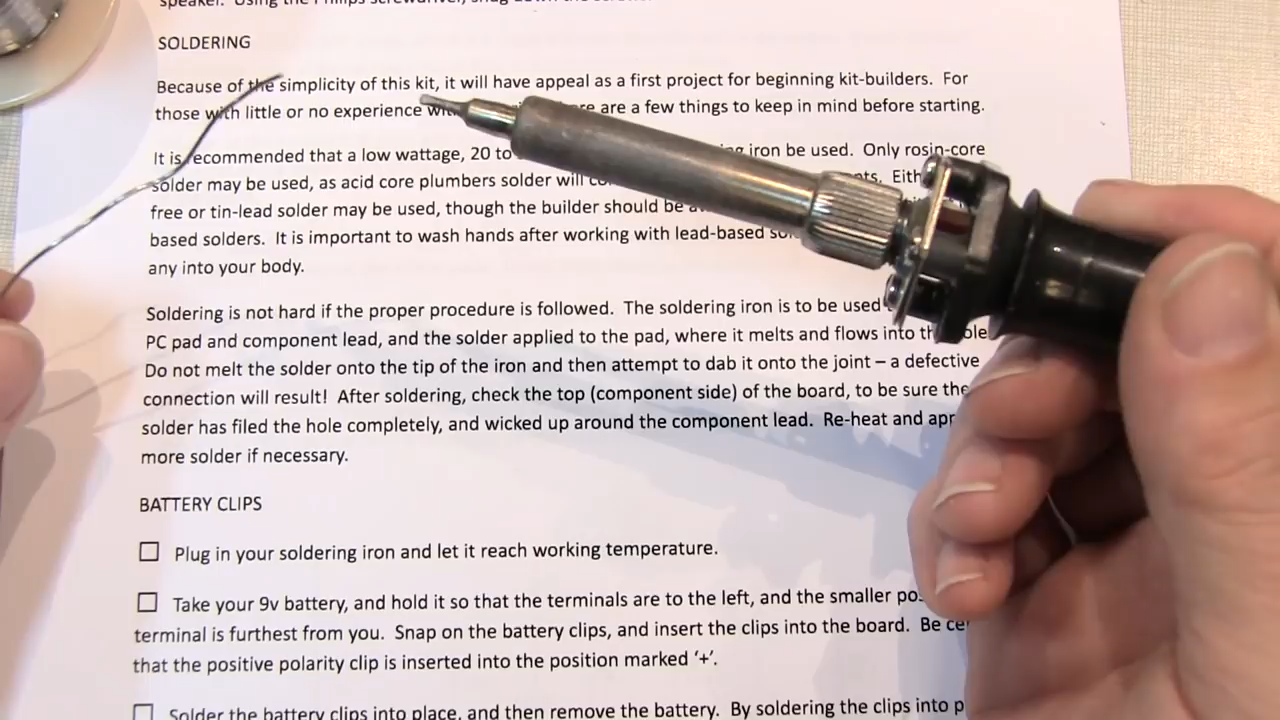 speaker. Using the Phillips screwdriver, snug down the
SOLDERING
Because of the simplicity of this kit, it will have appeal as a first project for beginning kit-builders. For
those with little or no experience are a few things to keep in mind before starting.
It is recommended that a low wattage, 20 to iron be used. Only rosin-core
solder may be used, as acid core plumbers solder will
free or tin-lead solder may be used, though the builder should be
based solders. It is important to wash hands after working with lead-based
any into your body.
Soldering is not hard if the proper procedure is followed. The soldering iron is to be used
PC pad and component lead, and the solder applied to the pad, where it melts and flows into the hole
Do not melt the solder onto the tip of the iron and then attempt to dab it onto the joint – a defective
connection will result! After soldering, check the top (component side) of the board, to be sure the
solder has filed the hole completely, and wicked up around the component lead. Re-heat and
more solder if necessary.
BATTERY CLIPS
Plug in your soldering iron and let it reach working temperature.
Take your 9v battery, and hold it so that the terminals are to the left, and the smaller
terminal is furthest from you. Snap on the battery clips, and insert the clips into the board. Be
that the positive polarity clip is inserted into the position marked ‘+’.
Solder the battery clips into place, and then remove the battery. By soldering the clips into